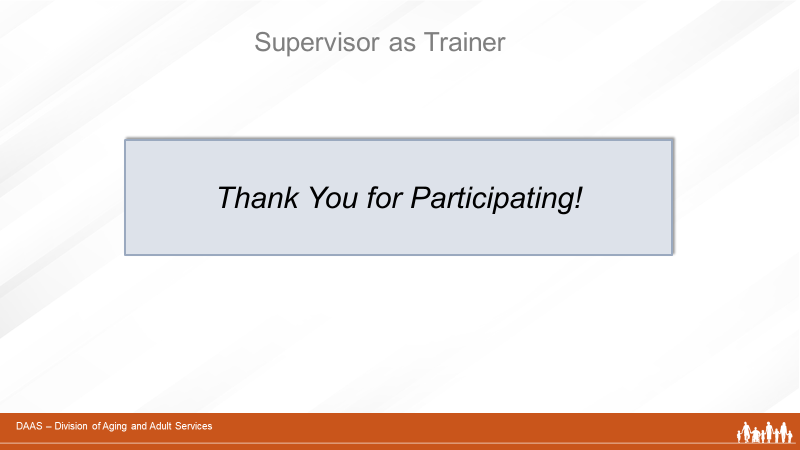 Supervisor as Trainer
Thank You for Participating!
DAAS – Division of Aging and Adult Services